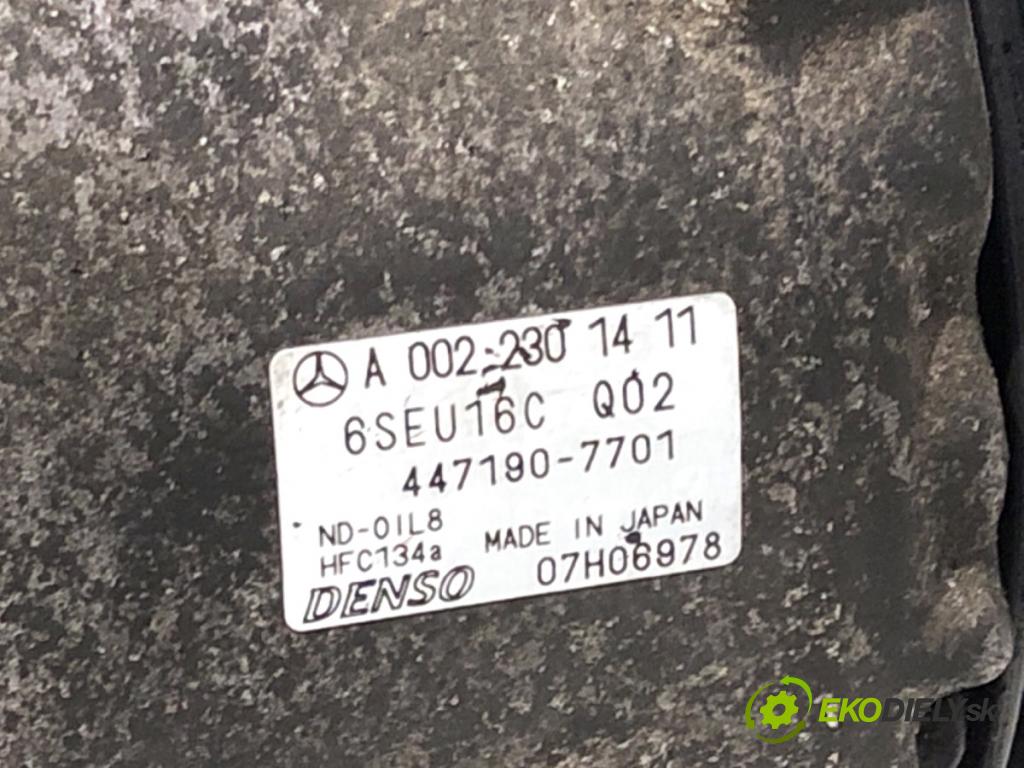 A 002 230 14 11
6SEU16C Q02
447190-7701
ND-OIL8
HFC134a
MADE IN JAPAN
DENSO
07H06978
EKODIELY.sk